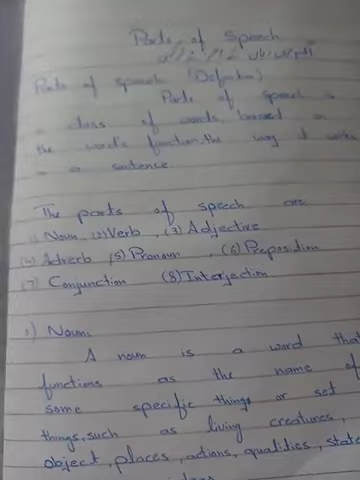 Parts of Speech
Parts of speech (Definition)
Parts of speech is
a class of words based on
the word's function, the way it works
in a sentence.
The parts of speech are
(1) Noun (2) Verb, (3) Adjective
(4) Adverb (5) Pronoun, (6) Preposition
(7) Conjunction (8) Interjection
1) Noun:
A noun is a word that
functions as the name of
some specific things or set
things, such as living creatures,
object, places, actions, qualities, state